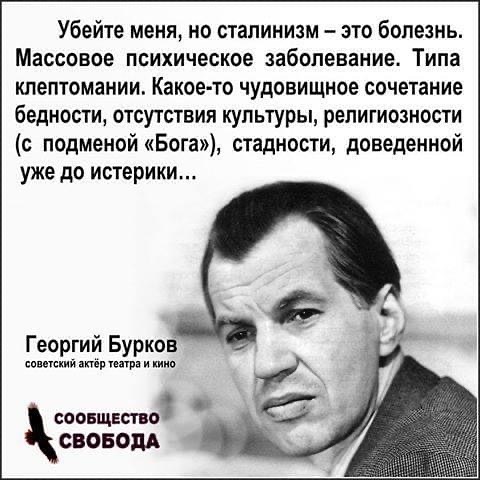 Убейте меня, но сталинизм – это болезнь.
Массовое психическое заболевание. Типа
клептомании. Какое-то чудовищное сочетание
бедности, отсутствия культуры, религиозности
(с подменой «Бога»), стадности, доведенной
уже до истерики...
Георгий Бурков
советский актёр театра и кино
СООБЩЕСТВО
СВОБОДА